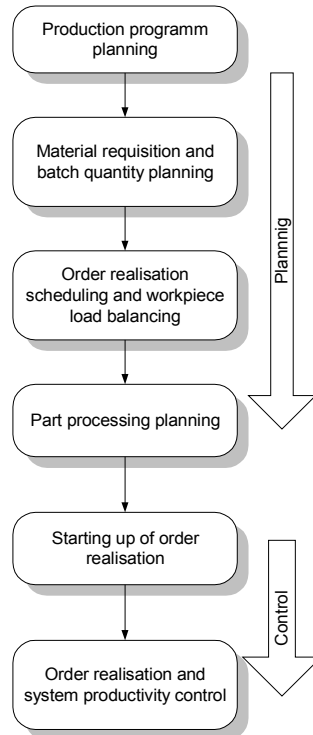 Production programm
planning
Material requisition and
batch quantity planning
Order realisation
scheduling and workpiece
load balancing
Part processing planning
Plannnig
Starting up of order
realisation
Order realisation and
system productivity control
Control